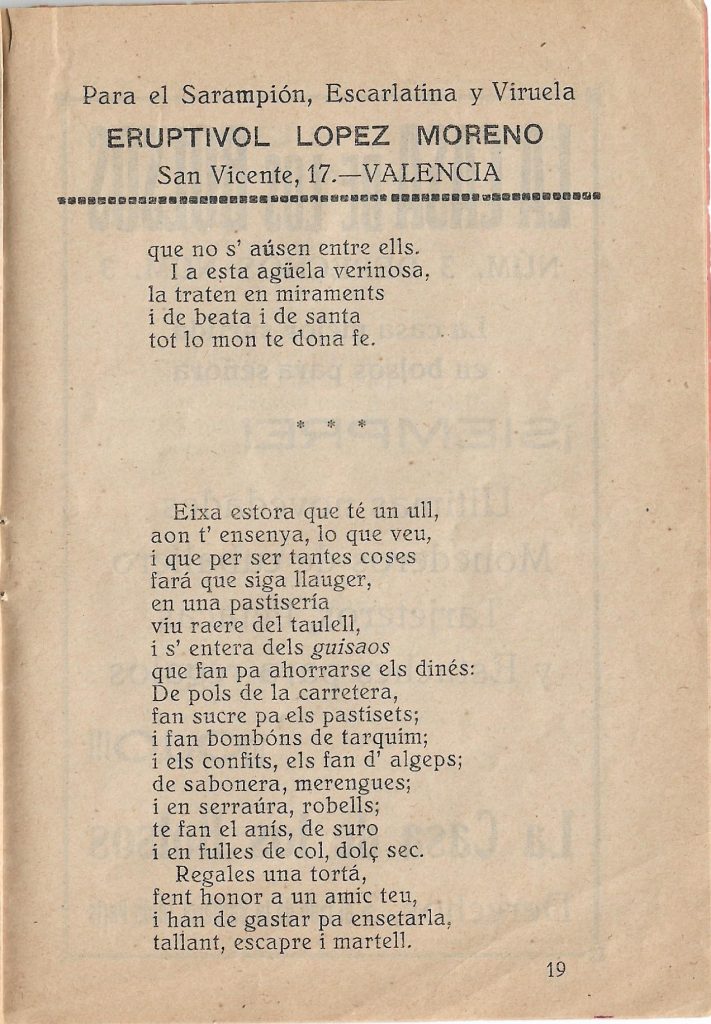 Para el Sarampión, Escarlatina y Viruela
ERUPTIVOL LOPEZ MORENO
San Vicente, 17.—VALENCIA
que no s' aúsen entre ells.
I a esta agüela verinosa,
la traten en miraments
i de beata i de santa
tot lo mon te dona fe.
* * *
Eixa estora que té un ull,
aon t' ensenya, lo que veu,
i que per ser tantes coses
fará que siga llauger,
en una pastisería
viu raere del taulell,
i s' entera dels guisaos
que fan pa ahorrarse els dinés:
De pols de la carretera,
fan sucre pa els pastisets;
i fan bombóns de tarquim;
i els confits, els fan d' algeps;
de sabonera, merengues;
i en serraúra, robells;
te fan el anís, de suro
i en fulles de col, dolç sec.
Regales una tortá,
fent honor a un amic teu,
i han de gastar pa ensetarla,
tallant, escapre i martell.
19